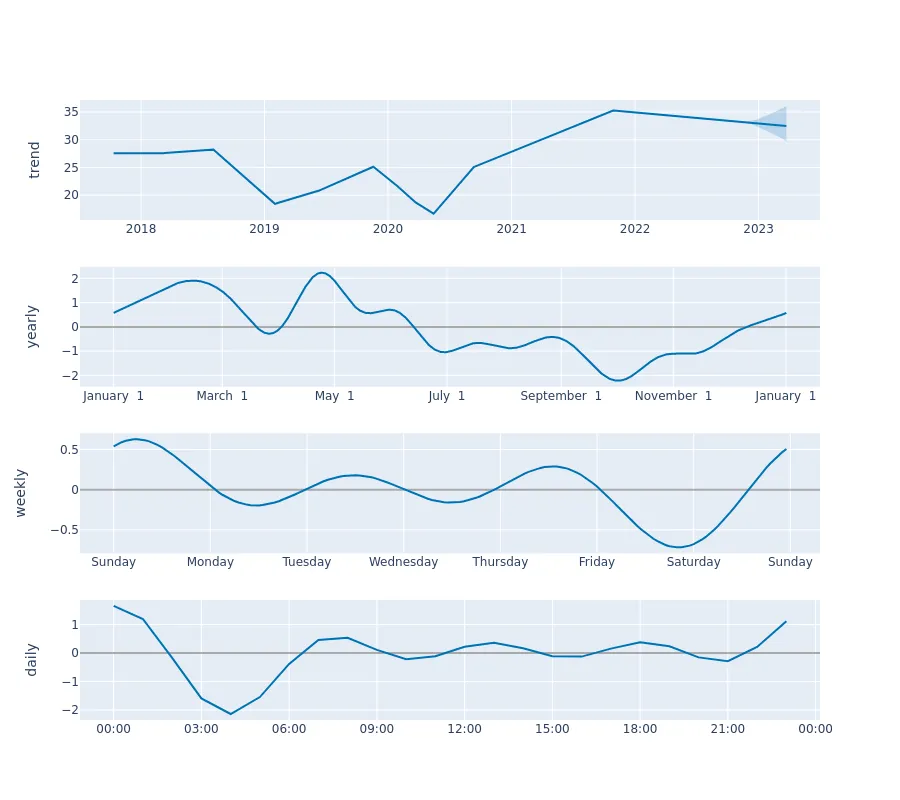 trend
35
30
25
20
2018 2019 2020 2021 2022 2023
yearly
2
1
0
−1
−2
January 1 March 1 May 1 July 1 September 1 November 1 January 1
weekly
0.5
0
−0.5
Sunday Monday Tuesday Wednesday Thursday Friday Saturday Sunday
daily
1
0
−1
−2
00:00 03:00 06:00 09:00 12:00 15:00 18:00 21:00 00:00